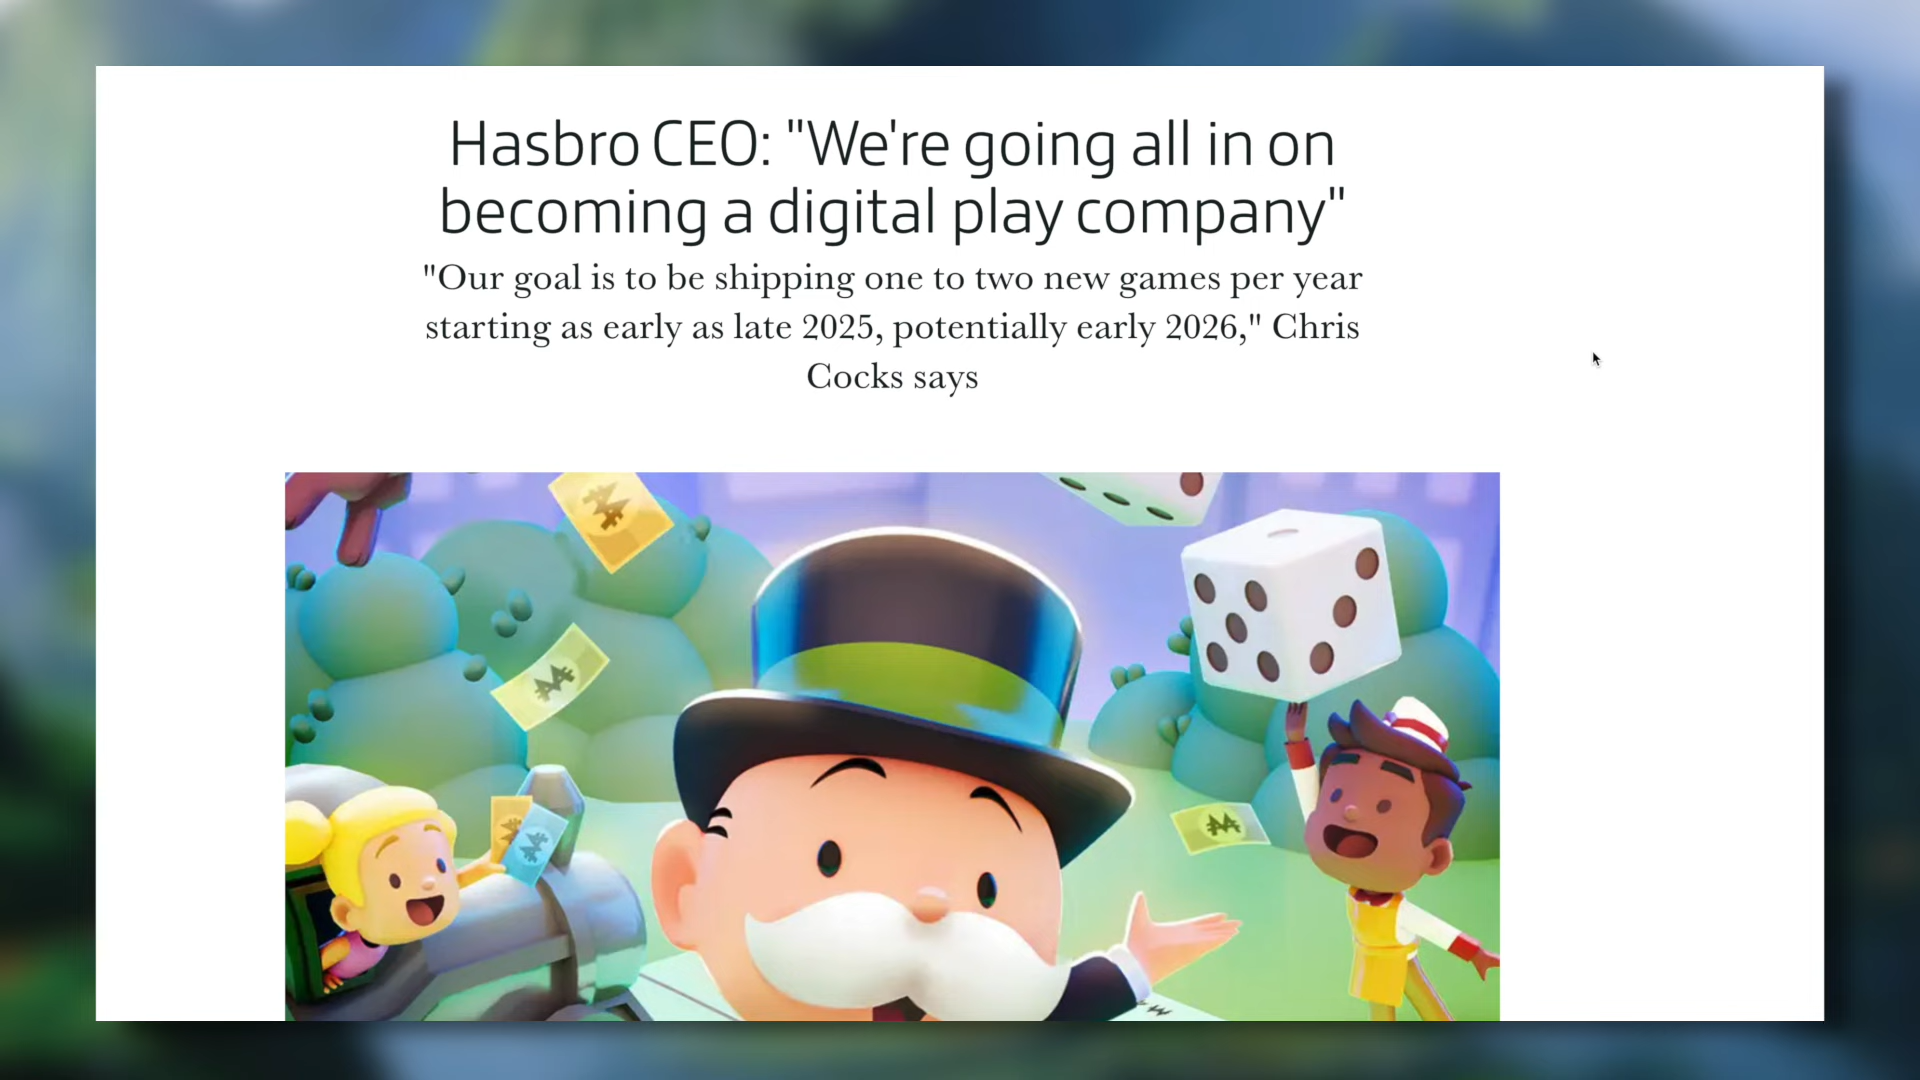 Hasbro CEO: "We're going all in on
becoming a digital play company"
"Our goal is to be shipping one to two new games per year
starting as early as late 2025, potentially early 2026," Chris
Cocks says